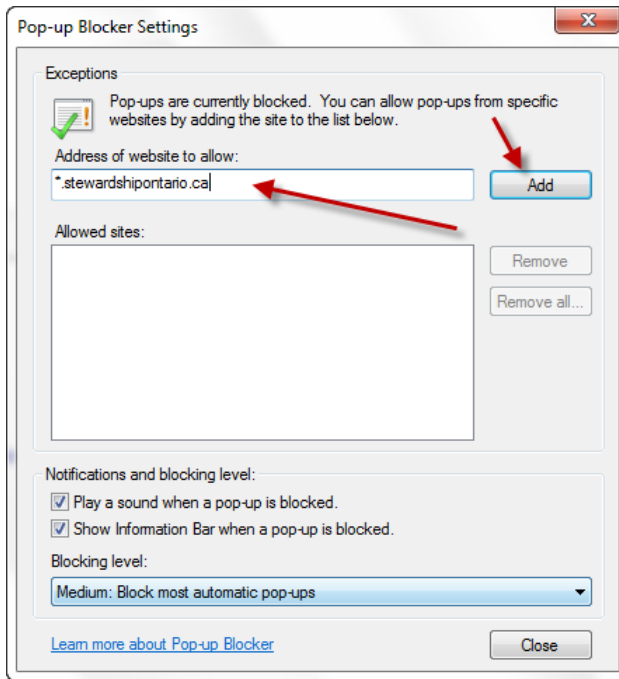 Pop-up Blocker Settings
Exceptions
Pop-ups are currently blocked. You can allow pop-ups from specific
websites by adding the site to the list below.
Address of website to allow:
*.stewardshipontario.ca
Add
Allowed sites:
Remove
Remove all...
Notifications and blocking level:
Play a sound when a pop-up is blocked.
Show Information Bar when a pop-up is blocked.
Blocking level:
Medium: Block most automatic pop-ups
Learn more about Pop-up Blocker
Close